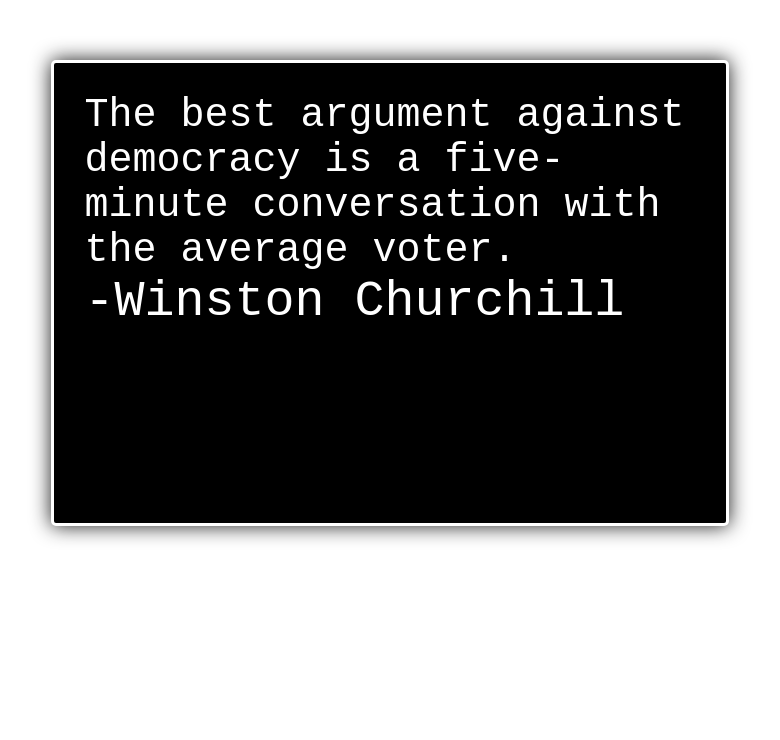 The best argument against
democracy is a five-
minute conversation with
the average voter.
-Winston Churchill